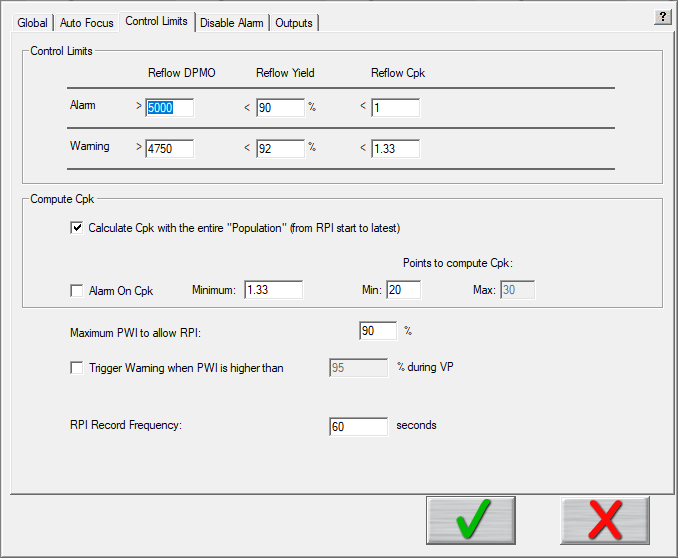 Global Auto Focus Control Limits Disable Alarm Outputs ?
Control Limits
Reflow DPMO Reflow Yield Reflow Cpk
Alarm > 5000 < 90 % < 1
Warning > 4750 < 92 % < 1.33
Compute Cpk
Calculate Cpk with the entire "Population" (from RPI start to latest)
Points to compute Cpk:
Alarm On Cpk Minimum: 1.33 Min: 20 Max: 30
Maximum PWI to allow RPI: 90 %
Trigger Warning when PWI is higher than 95 % during VP
RPI Record Frequency: 60 seconds